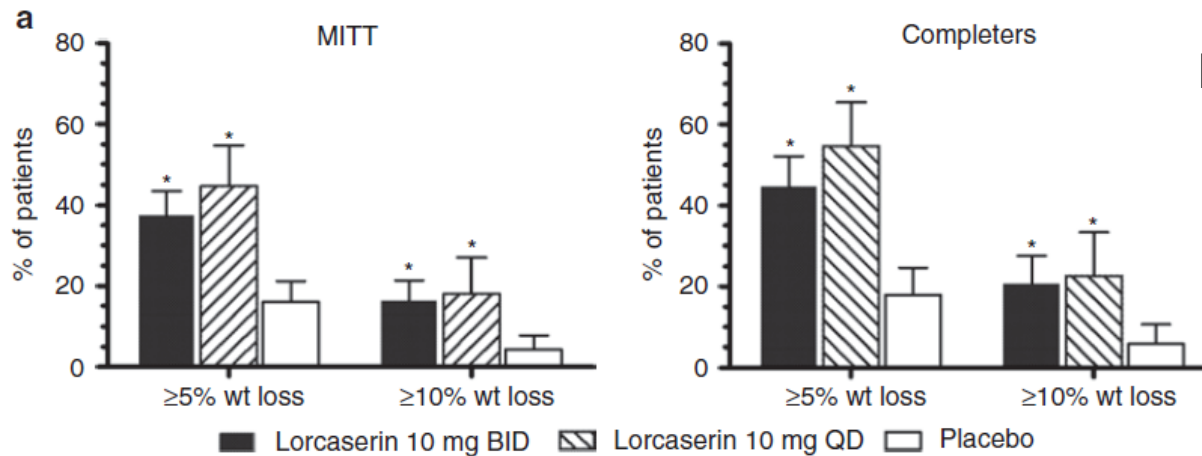 a
MITT
% of patients
80
60
40
20
0
* * * *
≥5% wt loss ≥10% wt loss
Completers
% of patients
80
60
40
20
0
* * * *
≥5% wt loss ≥10% wt loss
Lorcaserin 10 mg BID Lorcaserin 10 mg QD Placebo